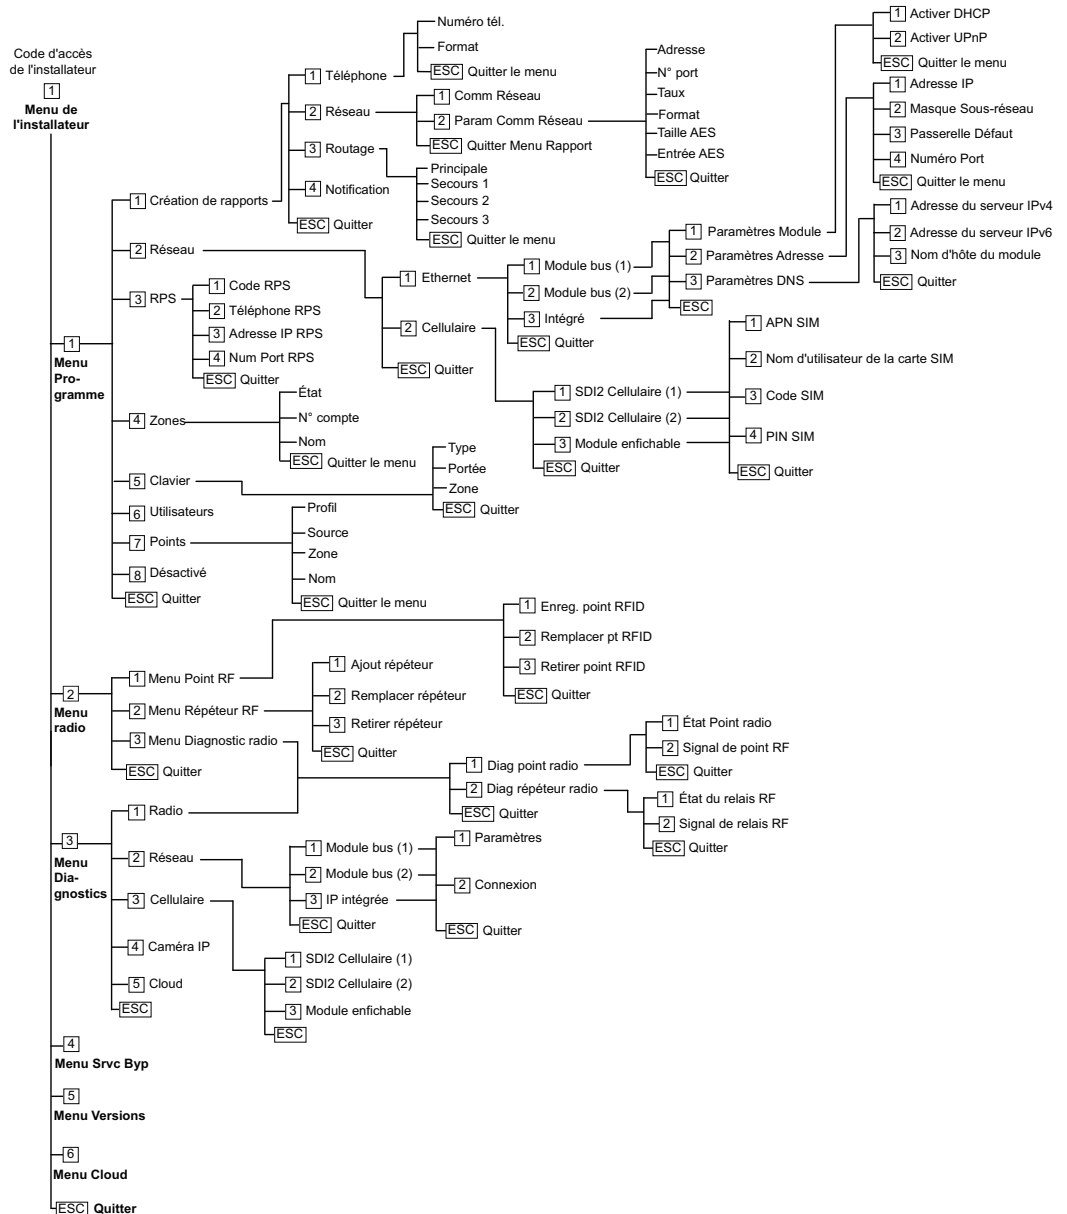 Code d'accès
de l'installateur
1
Menu de
l'installateur
1
Menu
Pro-
gramme
1 Création de rapports
1 Téléphone
Numéro tél.
Format
ESC Quitter le menu
2 Réseau
1 Comm Réseau
2 Param Comm Réseau
Adresse
N° port
Taux
Format
Taille AES
Entrée AES
ESC Quitter
ESC Quitter Menu Rapport
3 Routage
Principale
Secours 1
Secours 2
Secours 3
ESC Quitter le menu
4 Notification
ESC Quitter
2 Réseau
1 Ethernet
1 Module bus (1)
2 Module bus (2)
3 Intégré
ESC Quitter
1 Paramètres Module
1 Activer DHCP
2 Activer UPnP
ESC Quitter le menu
2 Paramètres Adresse
1 Adresse IP
2 Masque Sous-réseau
3 Passerelle Défaut
4 Numéro Port
ESC Quitter le menu
3 Paramètres DNS
1 Adresse du serveur IPv4
2 Adresse du serveur IPv6
3 Nom d'hôte du module
ESC Quitter
ESC
2 Cellulaire
1 SDI2 Cellulaire (1)
2 SDI2 Cellulaire (2)
3 Module enfichable
ESC Quitter
1 APN SIM
2 Nom d'utilisateur de la carte SIM
3 Code SIM
4 PIN SIM
ESC Quitter
ESC Quitter
3 RPS
1 Code RPS
2 Téléphone RPS
3 Adresse IP RPS
4 Num Port RPS
ESC Quitter
4 Zones
État
N° compte
Nom
ESC Quitter le menu
5 Clavier
Type
Portée
Zone
ESC Quitter
6 Utilisateurs
7 Points
Profil
Source
Zone
Nom
ESC Quitter le menu
8 Désactivé
ESC Quitter
2
Menu
radio
1 Menu Point RF
1 Enreg. point RFID
2 Remplacer pt RFID
3 Retirer point RFID
ESC Quitter
2 Menu Répéteur RF
1 Ajout répéteur
2 Remplacer répéteur
3 Retirer répéteur
ESC Quitter
3 Menu Diagnostic radio
ESC Quitter
1 Diag point radio
1 État Point radio
2 Signal de point RF
ESC Quitter
2 Diag répéteur radio
1 État du relais RF
2 Signal de relais RF
ESC Quitter
ESC Quitter
3
Menu
Dia-
gnostics
1 Radio
2 Réseau
1 Module bus (1)
2 Module bus (2)
3 IP intégrée
ESC Quitter
1 Paramètres
2 Connexion
ESC Quitter
3 Cellulaire
1 SDI2 Cellulaire (1)
2 SDI2 Cellulaire (2)
3 Module enfichable
ESC
4 Caméra IP
5 Cloud
ESC
4
Menu Srvc Byp
5
Menu Versions
6
Menu Cloud
ESC Quitter